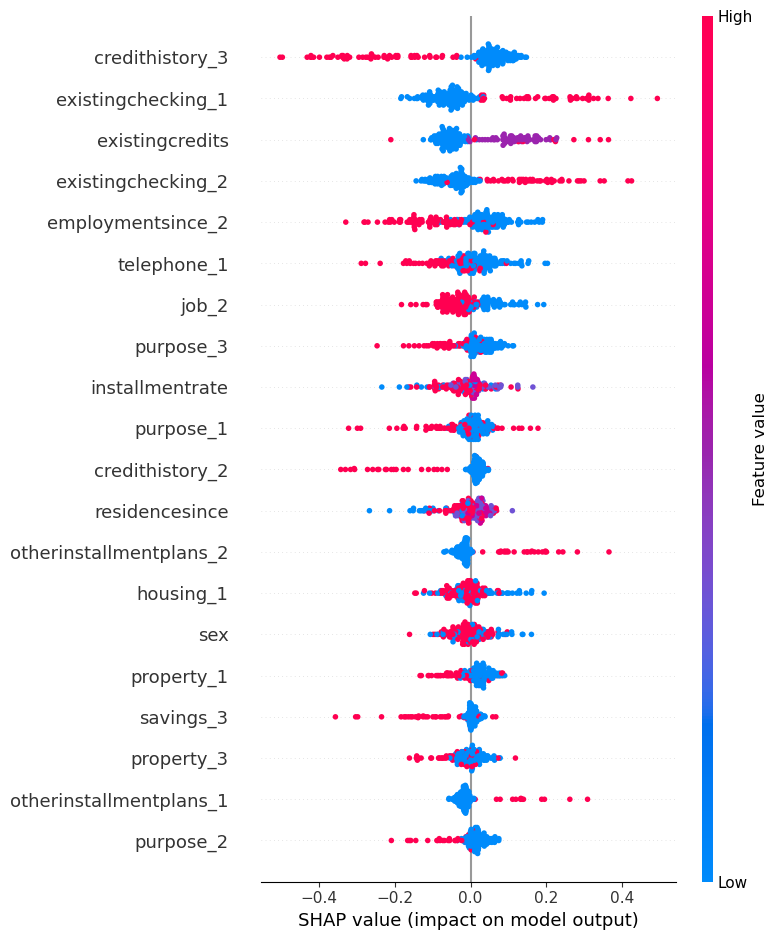 High
credithistory_3
existingchecking_1
existingcredits
existingchecking_2
employmentsince_2
telephone_1
job_2
purpose_3
installmentrate
purpose_1
credithistory_2
residencesince
otherinstallmentplans_2
housing_1
sex
property_1
savings_3
property_3
otherinstallmentplans_1
purpose_2
Feature value
Low
−0.4 −0.2 0.0 0.2 0.4
SHAP value (impact on model output)